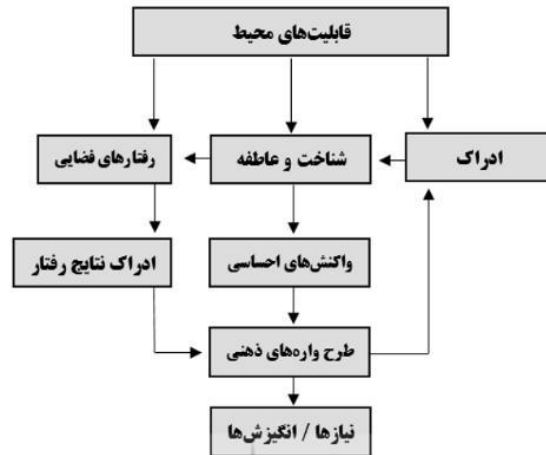 قابلیت‌های محیط
ادراک
شناخت و عاطفه
رفتارهای فضایی
واکنش‌های احساسی
ادراک نتایج رفتار
طرح واره‌های ذهنی
نیازها / انگیزش‌ها